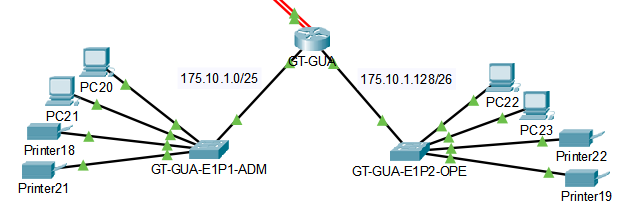 GT-GUA
175.10.1.0/25
175.10.1.128/26
PC20
PC21
Printer18
Printer21
GT-GUA-E1P1-ADM
PC22
PC23
Printer22
Printer19
GT-GUA-E1P2-OPE